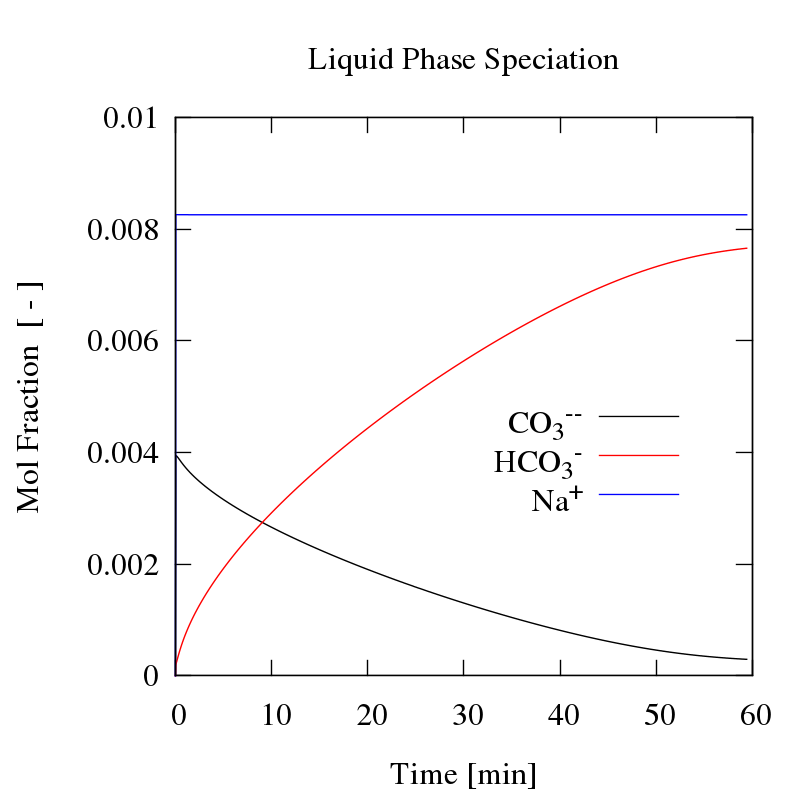 Liquid Phase Speciation
0.01
0.008
0.006
0.004
0.002
0
Mol Fraction [ - ]
CO₃⁻⁻
HCO₃⁻
Na⁺
0 10 20 30 40 50 60
Time [min]